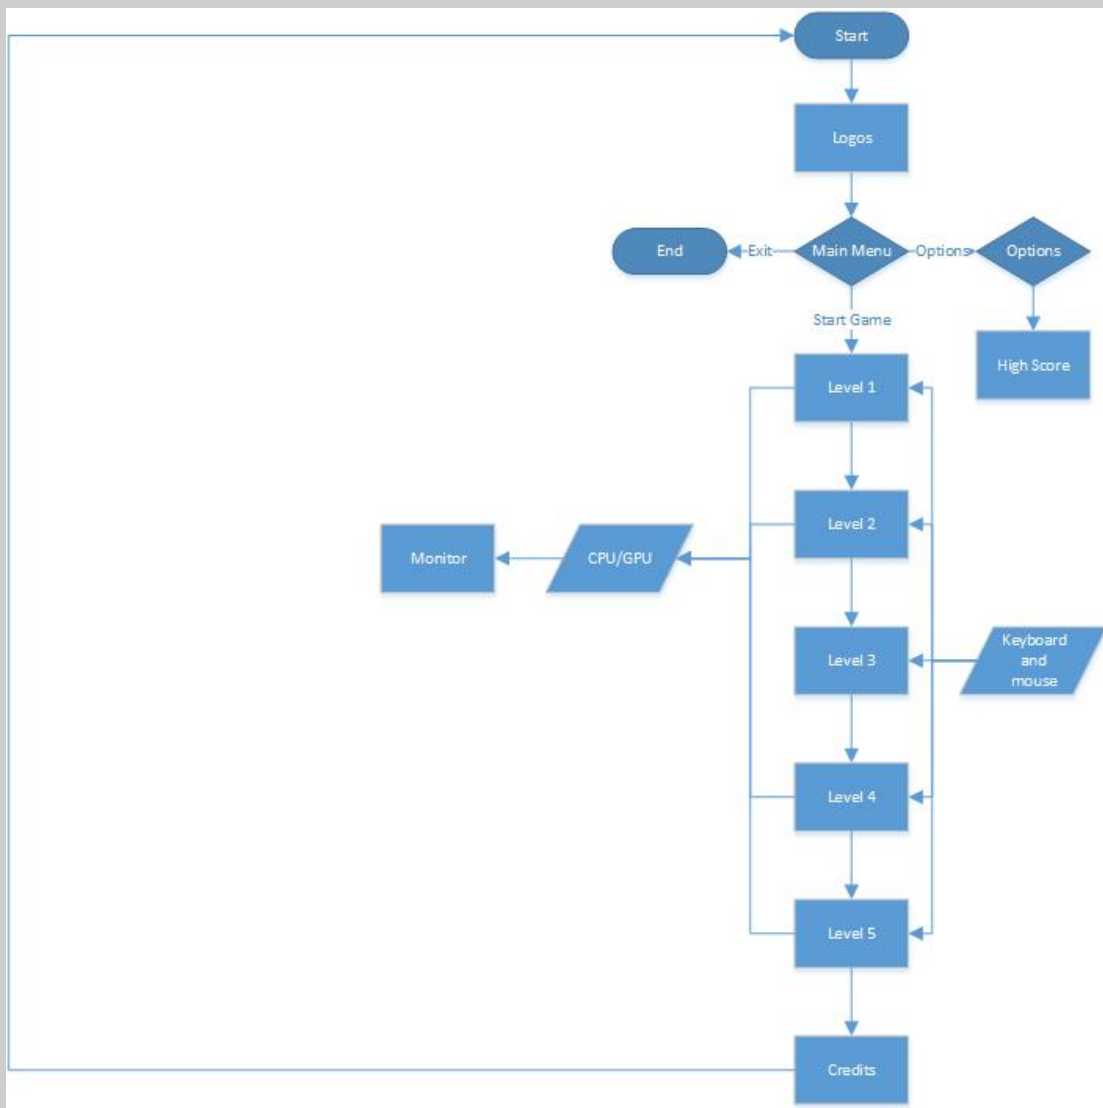 Start
Logos
End
Exit
Main Menu
Options
Options
Start Game
High Score
Level 1
Level 2
Monitor
CPU/GPU
Level 3
Keyboard
and
mouse
Level 4
Level 5
Credits